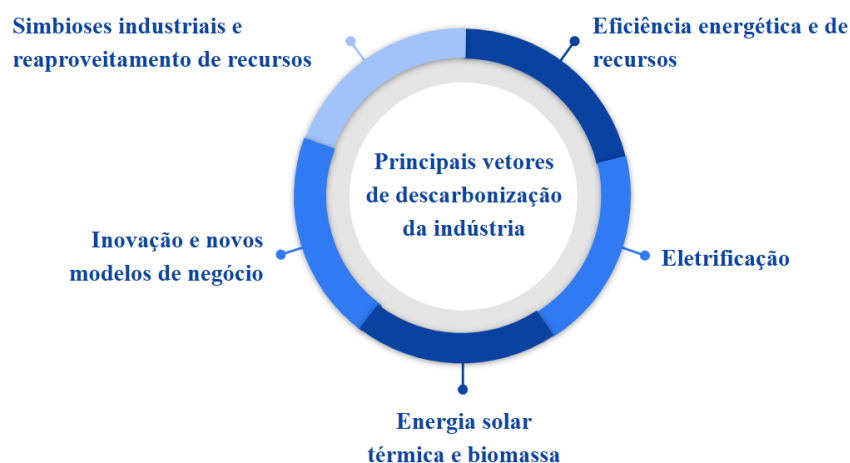 Simbioses industriais e
reaproveitamento de recursos
Eficiência energética e de
recursos
Principais vetores
de descarbonização
da indústria
Inovação e novos
modelos de negócio
Eletrificação
Energia solar
térmica e biomassa